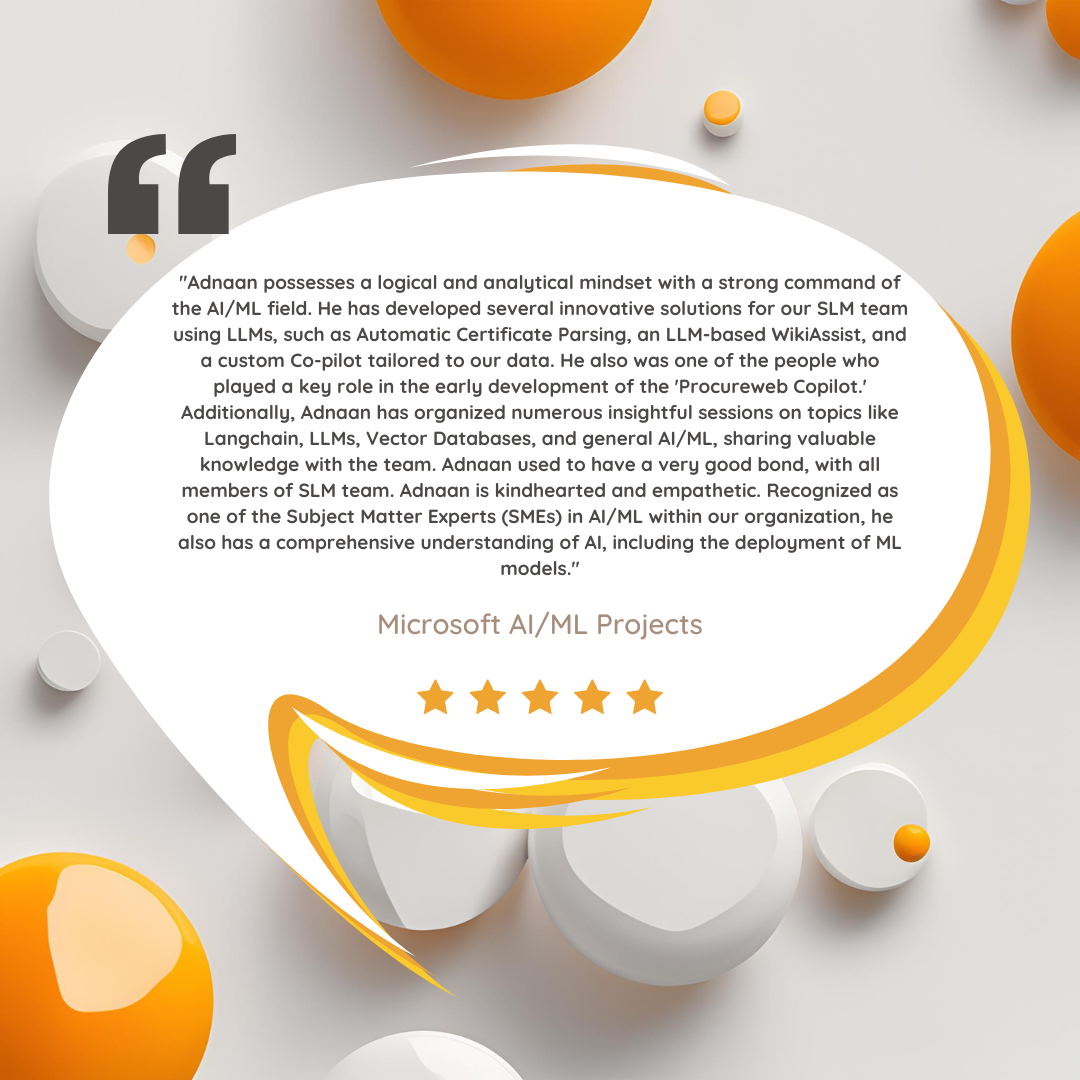 "Adnaan possesses a logical and analytical mindset with a strong command of
the AI/ML field. He has developed several innovative solutions for our SLM team
using LLMs, such as Automatic Certificate Parsing, an LLM-based WikiAssist, and
a custom Co-pilot tailored to our data. He also was one of the people who
played a key role in the early development of the 'Procureweb Copilot.'
Additionally, Adnaan has organized numerous insightful sessions on topics like
Langchain, LLMs, Vector Databases, and general AI/ML, sharing valuable
knowledge with the team. Adnaan used to have a very good bond, with all
members of SLM team. Adnaan is kindhearted and empathetic. Recognized as
one of the Subject Matter Experts (SMEs) in AI/ML within our organization, he
also has a comprehensive understanding of AI, including the deployment of ML
models."
Microsoft AI/ML Projects